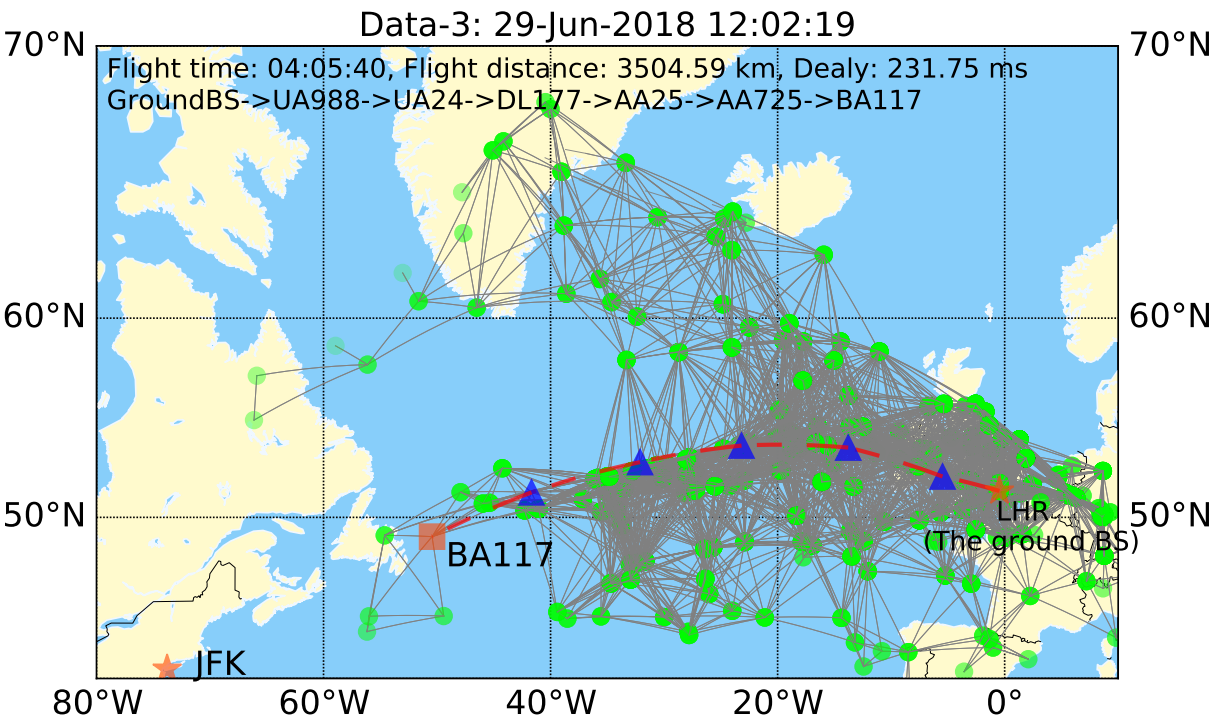 Data-3: 29-Jun-2018 12:02:19
70°N 70°N
Flight time: 04:05:40, Flight distance: 3504.59 km, Dealy: 231.75 ms
GroundBS->UA988->UA24->DL177->AA25->AA725->BA117
60°N 60°N
50°N 50°N
LHR
(The ground BS)
BA117
JFK
80°W 60°W 40°W 20°W 0°